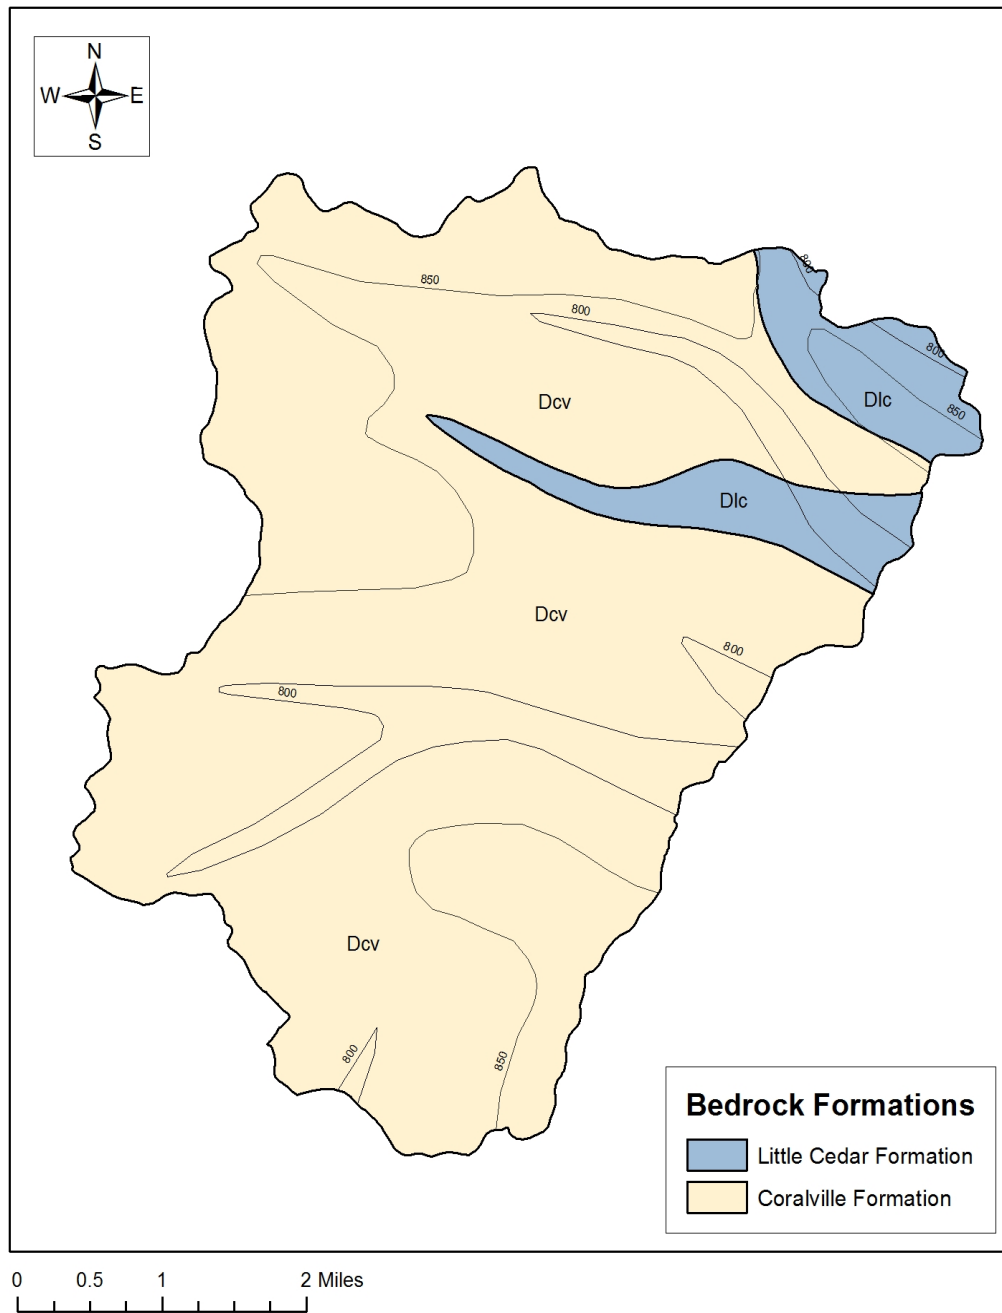 N
W E
S
800
850
800
800
Dcv
Dlc
850
Dlc
Dcv
800
800
Dcv
800
850
Bedrock Formations
Little Cedar Formation
Coralville Formation
0 0.5 1 2 Miles